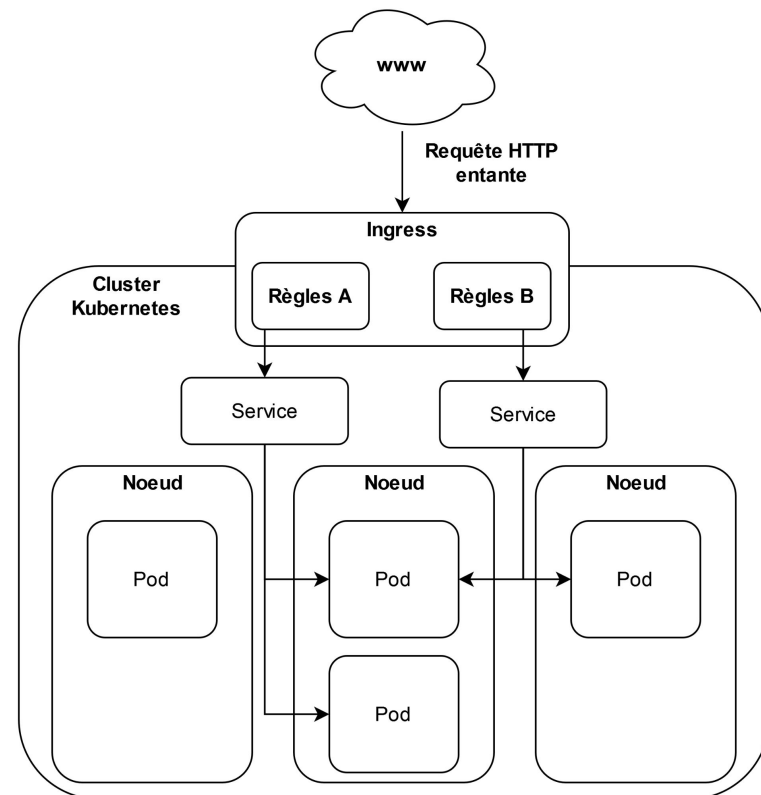 www
Requête HTTP
entante
Ingress
Règles A
Règles B
Cluster
Kubernetes
Service
Service
Noeud
Noeud
Noeud
Pod
Pod
Pod
Pod